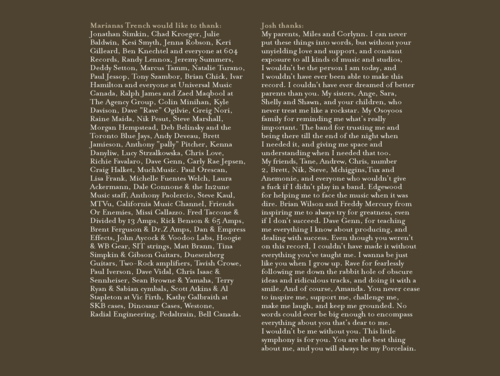 Marianas Trench would like to thank:
Jonathan Simkin, Chad Kroeger, Julie
Baldwin, Kesi Smyth, Jenna Robson, Keri
Gilleard, Ben Knechtel and everyone at 604
Records, Randy Lennox, Jeremy Summers,
Deddy Setton, Marcus Tamm, Natalie Turano,
Paul Jessop, Tony Seambor, Brian Chick, Ivar
Hamilton and everyone at Universal Music
Canada, Ralph James and Zaed Maqbool at
The Agency Group, Colin Minihan, Kyle
Davison, Dave "Rave" Ogilvie, Greig Nori,
Raine Maida, Nik Pesut, Steve Marshall,
Morgan Hempstead, Deb Belinsky and the
Toronto Blue Jays, Andy Deveau, Brett
Jamieson, Anthony "pally" Pitcher, Kenna
Danyliw, Lucy Strzalkowska, Chris Love,
Richie Favalaro, Dave Genn, Carly Rae Jepsen,
Craig Halket, MuchMusic. Paul Orescan,
Lisa Frank, Michelle Fuentes Welch, Laura
Ackermann, Dale Connone & the In2une
Music staff, Anthony Paolercio, Steve Kaul,
MTVu, California Music Channel, Friends
Or Enemies, Mint Gallazzo. Fred Taccone &
Divided by 13 Amps, Rick Benson & 65 Amps,
Brent Ferguson & Dr.Z Amps, Dan & Empress
Effects, John Aycock & Voodoo Labs, Hoogie
& WB Gear, SIT strings, Matt Brann, Tina
Simpkin & Gibson Guitars, Duesenberg
Guitars, Two-Rock amplifiers, Tavish Crowe,
Paul Iverson, Dave Vidal, Chris Isaac &
Sennheiser, Sean Browne & Yamaha, Terry
Ryan & Sabian cymbals, Scott Atkins & Al
Stapleton at Vic Firth, Kathy Galbraith at
SKB cases, Dinosaur Cases, Westone,
Radial Engineering, Pedaltrain, Bell Canada.
Josh thanks:
My parents, Miles and Corlynn. I can never
put these things into words, but without your
unyielding love and support, and constant
exposure to all kinds of music and studios,
I wouldn't be the person I am today, and
I wouldn't have ever been able to make this
record. I couldn't have ever dreamed of better
parents than you. My sisters, Ange, Sara,
Shelly and Shawn, and your children, who
never treat me like a rockstar. My Osoyoos
family for reminding me what's really
important. The band for trusting me and
being there till the end of the night when
I needed it, and giving me space and
understanding when I needed that too.
My friends, Tane, Andrew, Chris, number
2, Brett, Nik, Steve, Mchiggins,Tux and
Anemonie, and everyone who wouldn't give
a fuck if I didn't play in a band. Edgewood
for helping me to face the music when it was
dire. Brian Wilson and Freddy Mercury from
inspiring me to always try for greatness, even
if I don't succeed. Dave Genn, for teaching
me everything I know about producing, and
dealing with success. Even though you weren't
on this record, I couldn't have made it without
everything you've taught me. I wanna be just
like you when I grow up. Rave for fearlessly
following me down the rabbit hole of obscure
ideas and ridiculous tracks, and doing it with a
smile. And of course, Amanda. You never cease
to inspire me, support me, challenge me,
make me laugh, and keep me grounded. No
words could ever be big enough to encompass
everything about you that's dear to me.
I wouldn't be me without you. This little
symphony is for you. You are the best thing
about me, and you will always be my Porcelain.